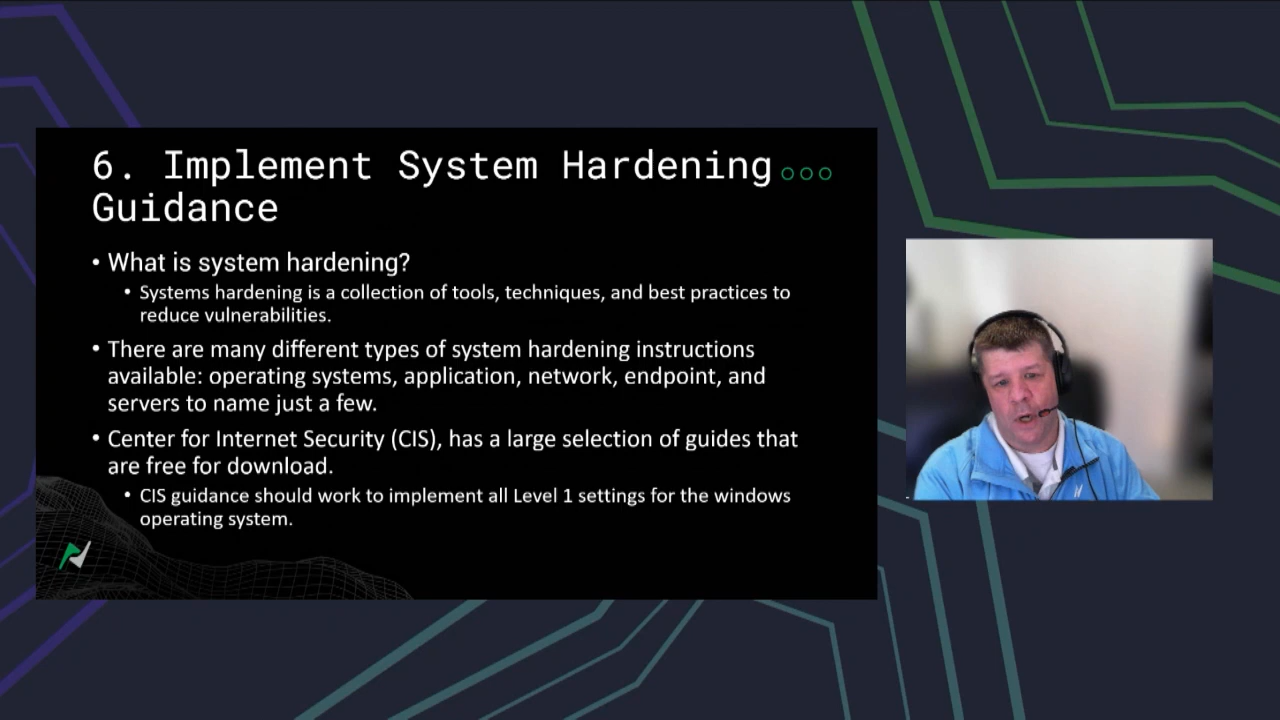 6. Implement System Hardening
Guidance
• What is system hardening?
• Systems hardening is a collection of tools, techniques, and best practices to
reduce vulnerabilities.
• There are many different types of system hardening instructions
available: operating systems, application, network, endpoint, and
servers to name just a few.
• Center for Internet Security (CIS), has a large selection of guides that
are free for download.
• CIS guidance should work to implement all Level 1 settings for the windows
operating system.